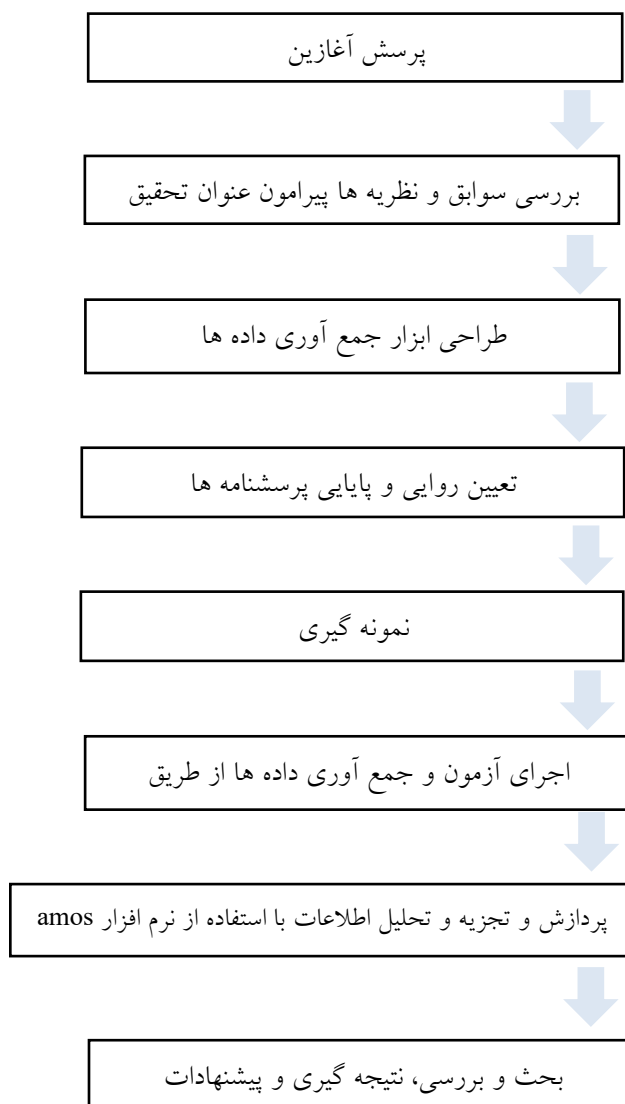 پرسش آغازین
بررسی سوابق و نظریه ها پیرامون عنوان تحقیق
طراحی ابزار جمع آوری داده ها
تعیین روایی و پایایی پرسشنامه ها
نمونه گیری
اجرای آزمون و جمع آوری داده ها از طریق
پردازش و تجزیه و تحلیل اطلاعات با استفاده از نرم افزار amos
بحث و بررسی، نتیجه گیری و پیشنهادات